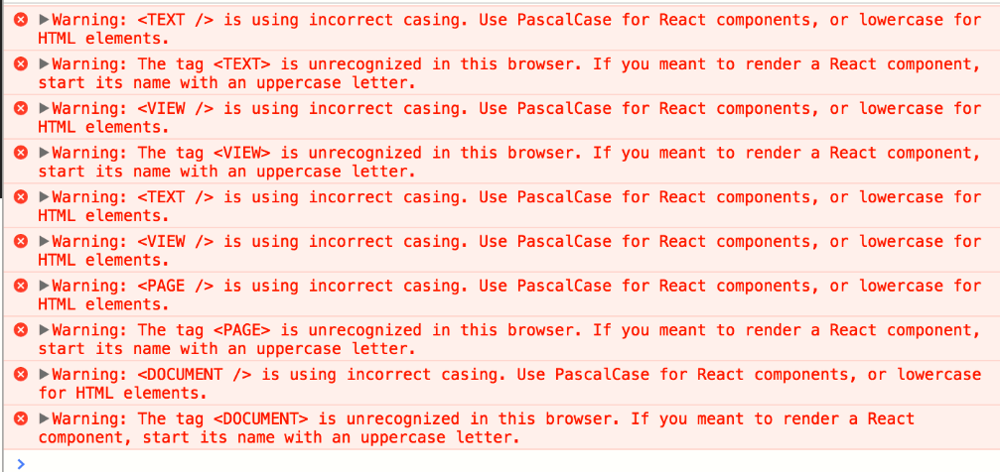 Warning: <TEXT /> is using incorrect casing. Use PascalCase for React components, or lowercase for
HTML elements.
Warning: The tag <TEXT> is unrecognized in this browser. If you meant to render a React component,
start its name with an uppercase letter.
Warning: <VIEW /> is using incorrect casing. Use PascalCase for React components, or lowercase for
HTML elements.
Warning: The tag <VIEW> is unrecognized in this browser. If you meant to render a React component,
start its name with an uppercase letter.
Warning: <TEXT /> is using incorrect casing. Use PascalCase for React components, or lowercase for
HTML elements.
Warning: <VIEW /> is using incorrect casing. Use PascalCase for React components, or lowercase for
HTML elements.
Warning: <PAGE /> is using incorrect casing. Use PascalCase for React components, or lowercase for
HTML elements.
Warning: The tag <PAGE> is unrecognized in this browser. If you meant to render a React component,
start its name with an uppercase letter.
Warning: <DOCUMENT /> is using incorrect casing. Use PascalCase for React components, or lowercase
for HTML elements.
Warning: The tag <DOCUMENT> is unrecognized in this browser. If you meant to render a React
component, start its name with an uppercase letter.